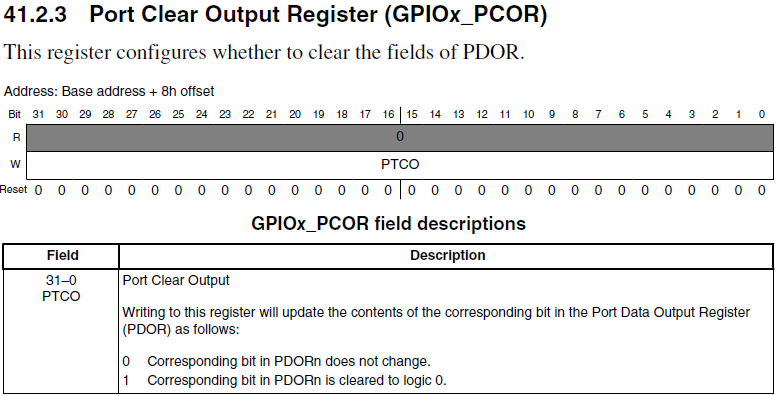 41.2.3 Port Clear Output Register (GPIOx_PCOR)
This register configures whether to clear the fields of PDOR.
Address: Base address + 8h offset
Bit 31 30 29 28 27 26 25 24 23 22 21 20 19 18 17 16 15 14 13 12 11 10 9 8 7 6 5 4 3 2 1 0
R 0
W PTCO
Reset 0 0 0 0 0 0 0 0 0 0 0 0 0 0 0 0 0 0 0 0 0 0 0 0 0 0 0 0 0 0 0 0
GPIOx_PCOR field descriptions
Field Description
31–0 Port Clear Output
PTCO
Writing to this register will update the contents of the corresponding bit in the Port Data Output Register
(PDOR) as follows:
0 Corresponding bit in PDORn does not change.
1 Corresponding bit in PDORn is cleared to logic 0.